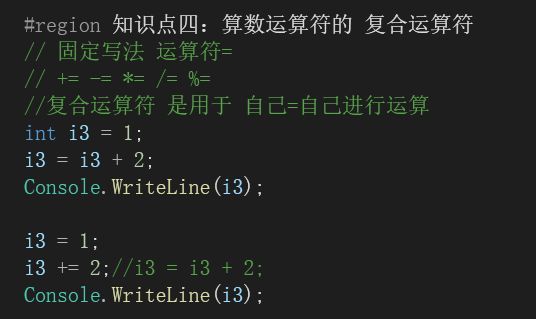 #region 知识点四：算数运算符的 复合运算符
// 固定写法 运算符=
// += -= *= /= %=
//复合运算符 是用于 自己=自己进行运算
int i3 = 1;
i3 = i3 + 2;
Console.WriteLine(i3);
i3 = 1;
i3 += 2;//i3 = i3 + 2;
Console.WriteLine(i3);